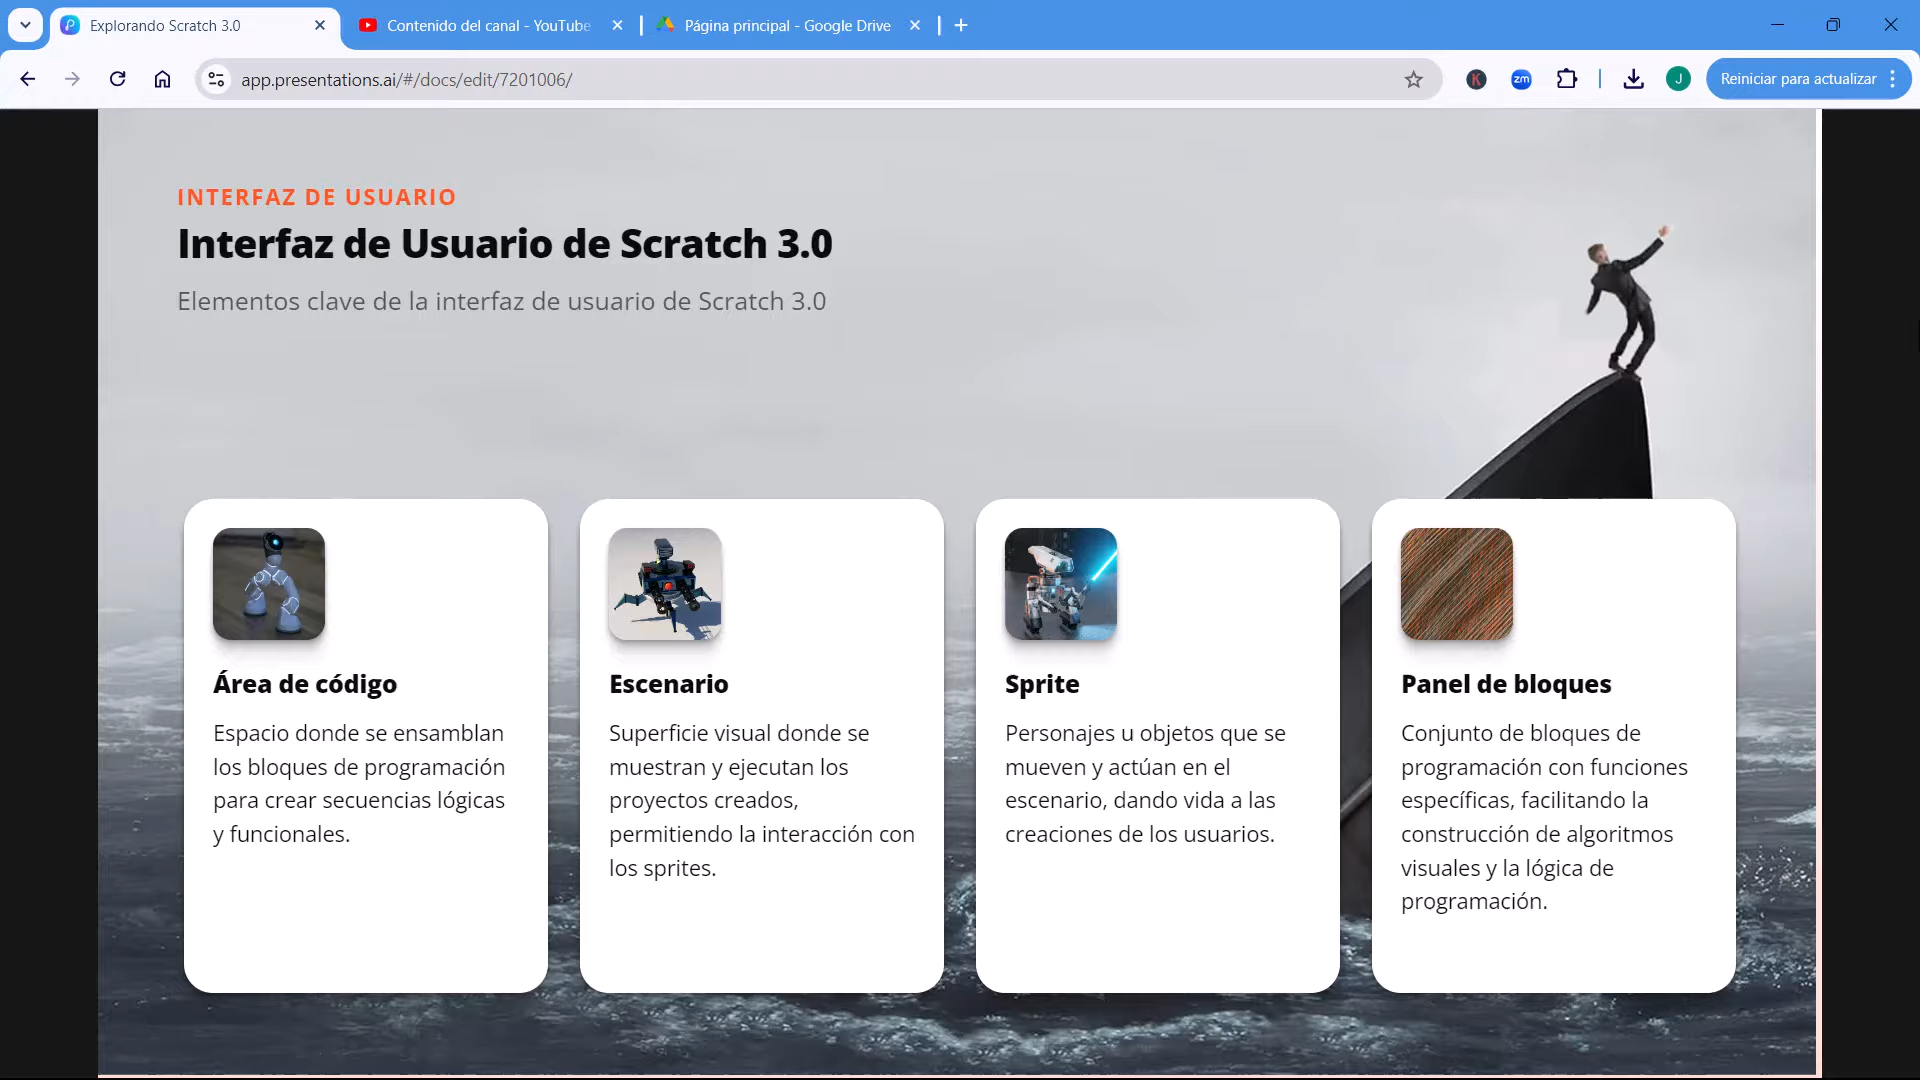 Explorando Scratch 3.0
Contenido del canal - YouTube
Página principal - Google Drive
app.presentations.ai/#/docs/edit/7201006/
K
zm
J
Reiniciar para actualizar
INTERFAZ DE USUARIO
Interfaz de Usuario de Scratch 3.0
Elementos clave de la interfaz de usuario de Scratch 3.0
Área de código
Espacio donde se ensamblan
los bloques de programación
para crear secuencias lógicas
y funcionales.
Escenario
Superficie visual donde se
muestran y ejecutan los
proyectos creados,
permitiendo la interacción con
los sprites.
Sprite
Personajes u objetos que se
mueven y actúan en el
escenario, dando vida a las
creaciones de los usuarios.
Panel de bloques
Conjunto de bloques de
programación con funciones
específicas, facilitando la
construcción de algoritmos
visuales y la lógica de
programación.